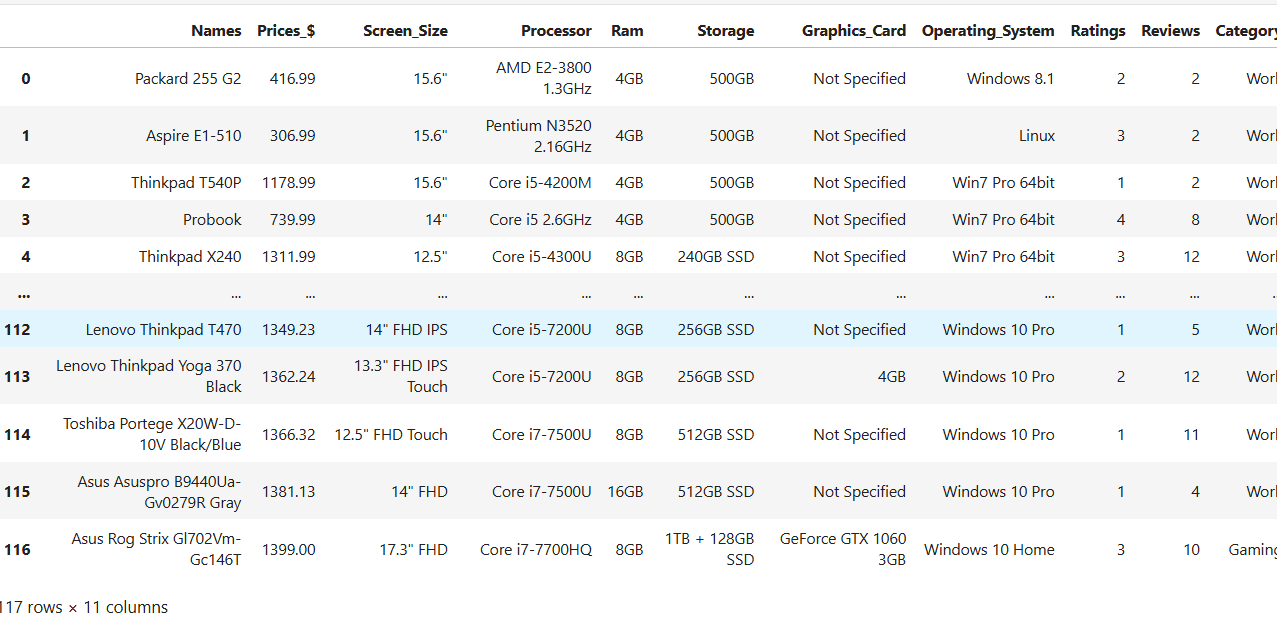 Names Prices_$ Screen_Size Processor Ram Storage Graphics_Card Operating_System Ratings Reviews Category
0 Packard 255 G2 416.99 15.6" AMD E2-3800 1.3GHz 4GB 500GB Not Specified Windows 8.1 2 2
1 Aspire E1-510 306.99 15.6" Pentium N3520 2.16GHz 4GB 500GB Not Specified Linux 3 2
2 Thinkpad T540P 1178.99 15.6" Core i5-4200M 4GB 500GB Not Specified Win7 Pro 64bit 1 2
3 Probook 739.99 14" Core i5 2.6GHz 4GB 500GB Not Specified Win7 Pro 64bit 4 8
4 Thinkpad X240 1311.99 12.5" Core i5-4300U 8GB 240GB SSD Not Specified Win7 Pro 64bit 3 12
... ... ... ... ... ... ... ... ... ... ...
112 Lenovo Thinkpad T470 1349.23 14" FHD IPS Core i5-7200U 8GB 256GB SSD Not Specified Windows 10 Pro 1 5
113 Lenovo Thinkpad Yoga 370 Black 1362.24 13.3" FHD IPS Touch Core i5-7200U 8GB 256GB SSD 4GB Windows 10 Pro 2 12
114 Toshiba Portege X20W-D-10V Black/Blue 1366.32 12.5" FHD Touch Core i7-7500U 8GB 512GB SSD Not Specified Windows 10 Pro 1 11
115 Asus Asuspro B9440Ua-Gv0279R Gray 1381.13 14" FHD Core i7-7500U 16GB 512GB SSD Not Specified Windows 10 Pro 1 4
116 Asus Rog Strix Gl702Vm-Gc146T 1399.00 17.3" FHD Core i7-7700HQ 8GB 1TB + 128GB SSD GeForce GTX 1060 3GB Windows 10 Home 3 10 Gaming
117 rows × 11 columns